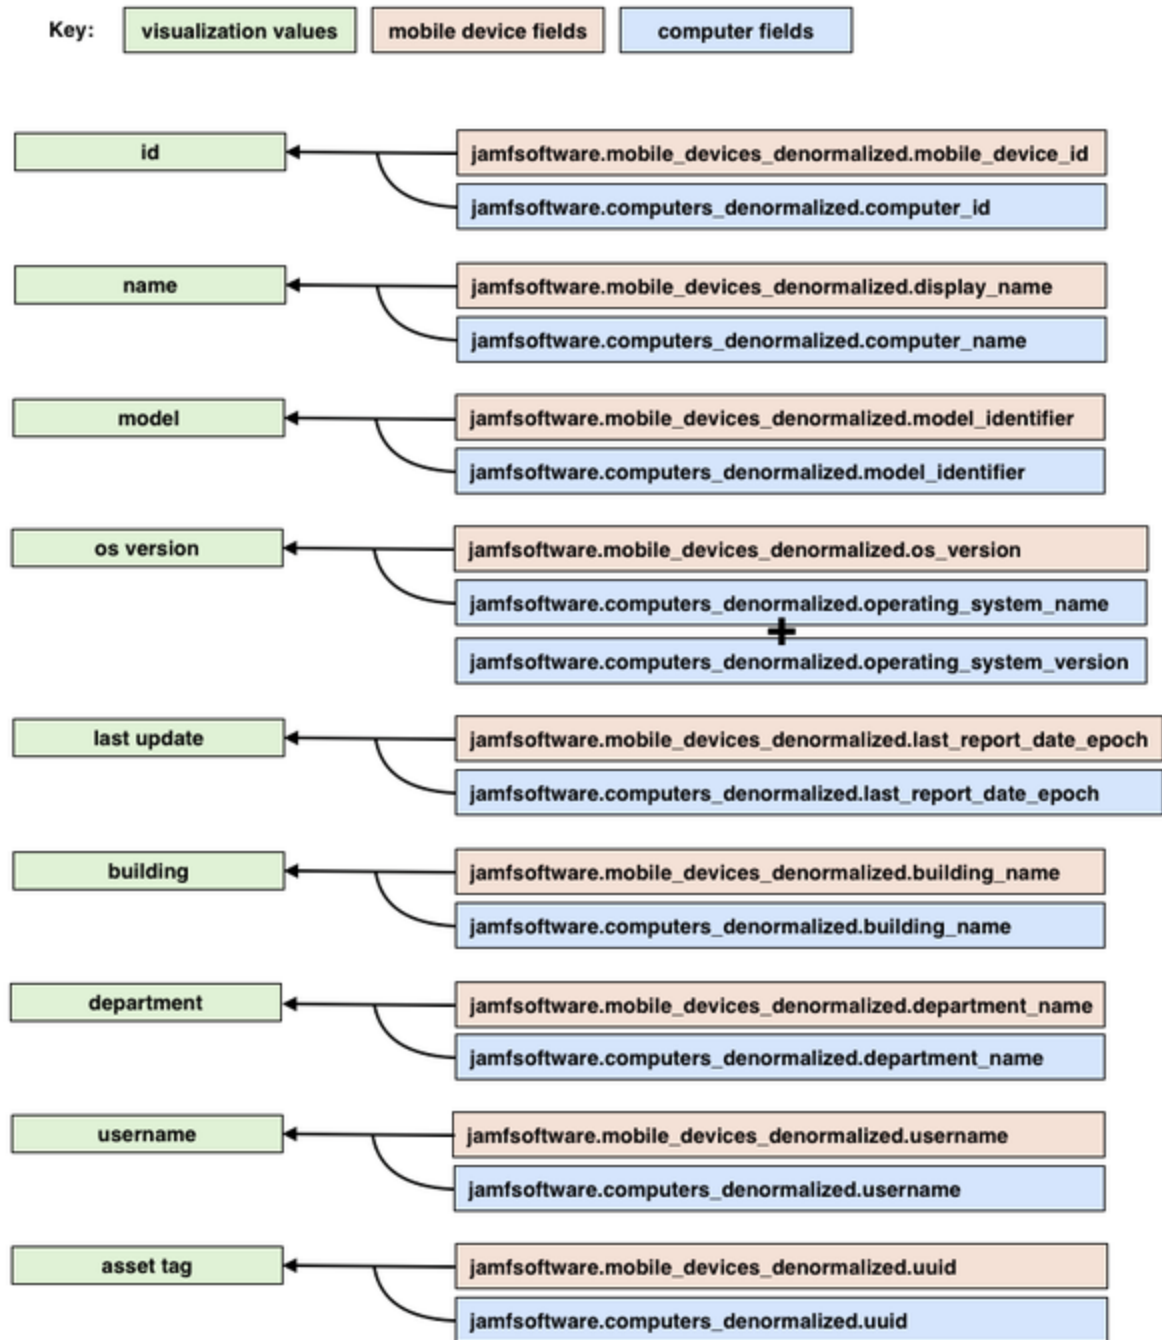 Key: visualization values mobile device fields computer fields
id
jamfsoftware.mobile_devices_denormalized.mobile_device_id
jamfsoftware.computers_denormalized.computer_id
name
jamfsoftware.mobile_devices_denormalized.display_name
jamfsoftware.computers_denormalized.computer_name
model
jamfsoftware.mobile_devices_denormalized.model_identifier
jamfsoftware.computers_denormalized.model_identifier
os version
jamfsoftware.mobile_devices_denormalized.os_version
jamfsoftware.computers_denormalized.operating_system_name
+
jamfsoftware.computers_denormalized.operating_system_version
last update
jamfsoftware.mobile_devices_denormalized.last_report_date_epoch
jamfsoftware.computers_denormalized.last_report_date_epoch
building
jamfsoftware.mobile_devices_denormalized.building_name
jamfsoftware.computers_denormalized.building_name
department
jamfsoftware.mobile_devices_denormalized.department_name
jamfsoftware.computers_denormalized.department_name
username
jamfsoftware.mobile_devices_denormalized.username
jamfsoftware.computers_denormalized.username
asset tag
jamfsoftware.mobile_devices_denormalized.uuid
jamfsoftware.computers_denormalized.uuid